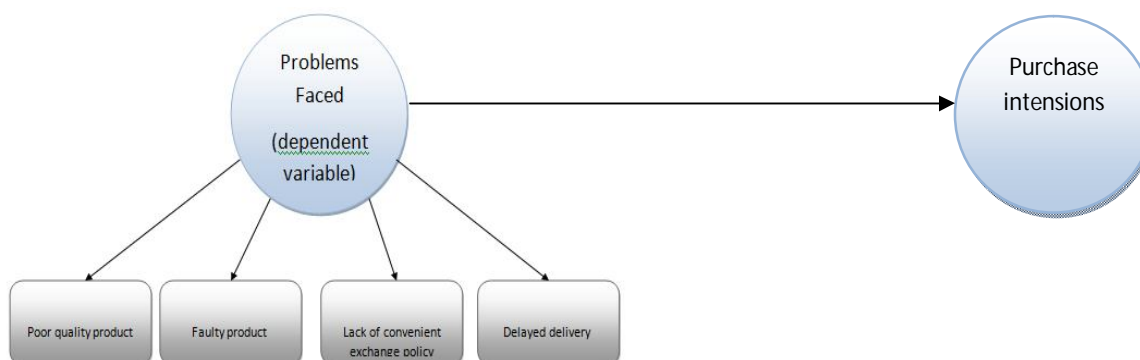 Problems
Faced
(dependent
variable)
Purchase
intensions
Poor quality product
Faulty product
Lack of convenient
exchange policy
Delayed delivery